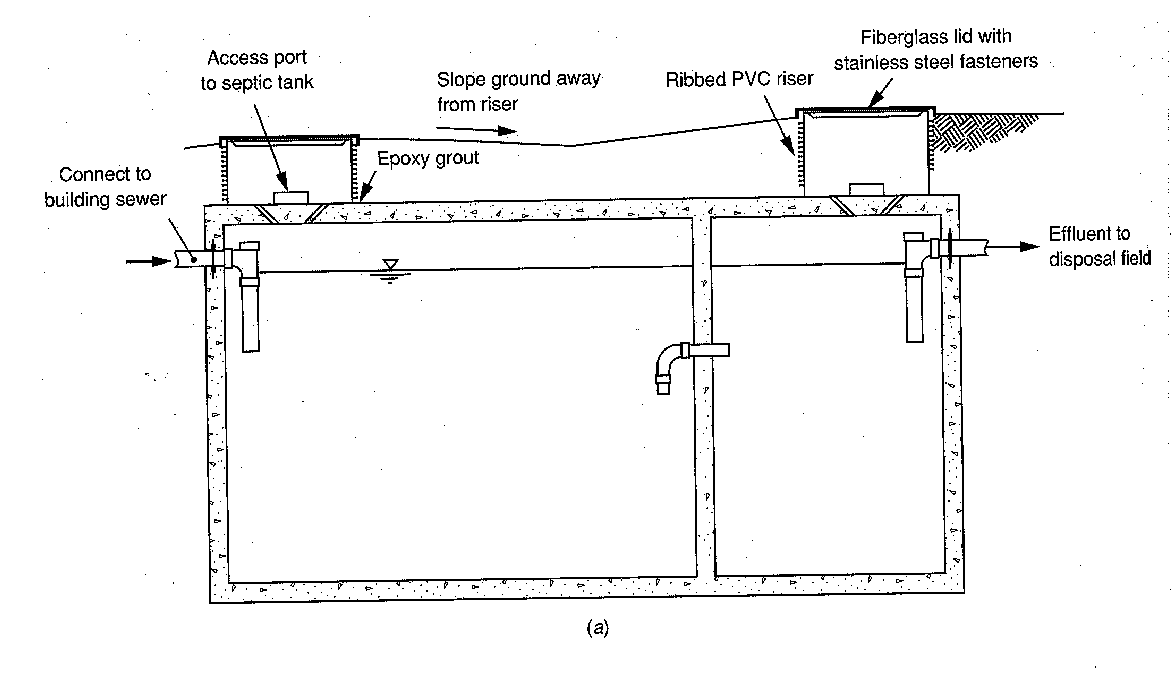 Access port
to septic tank
Slope ground away
from riser
Ribbed PVC riser
Fiberglass lid with
stainless steel fasteners
Epoxy grout
Connect to
building sewer
Effluent to
disposal field
(a)